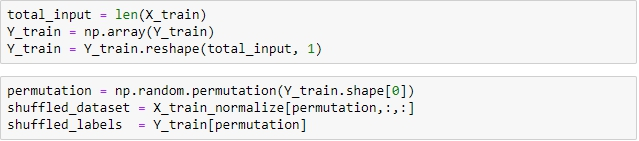 total_input = len(X_train)
Y_train = np.array(Y_train)
Y_train = Y_train.reshape(total_input, 1)
permutation = np.random.permutation(Y_train.shape[0])
shuffled_dataset = X_train_normalize[permutation,:,:]
shuffled_labels  = Y_train[permutation]